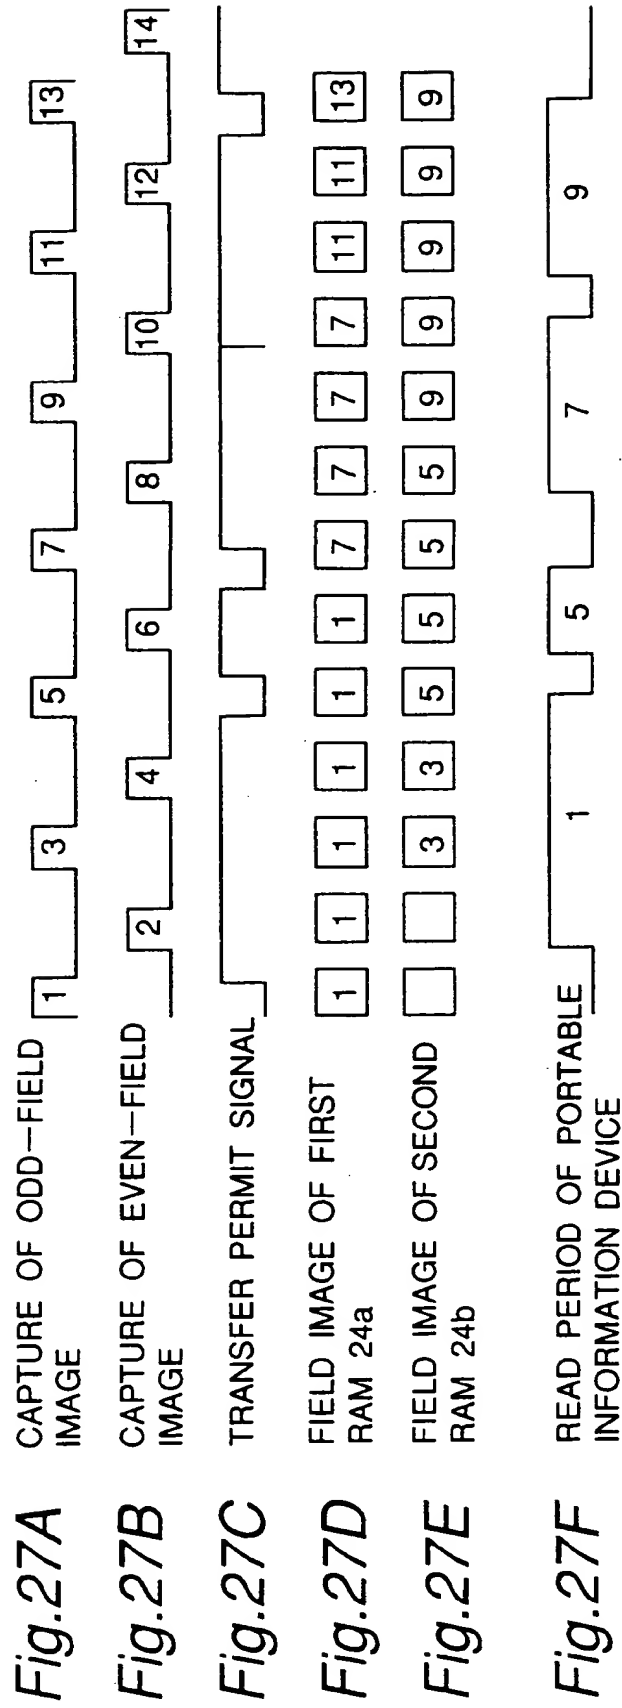 Fig.27A
CAPTURE OF ODD-FIELD
IMAGE
1 3 5 7 9 11 13
Fig.27B
CAPTURE OF EVEN-FIELD
IMAGE
2 4 6 8 10 12 14
Fig.27C
TRANSFER PERMIT SIGNAL
Fig.27D
FIELD IMAGE OF FIRST
RAM 24a
1 1 1 1 1 1 7 7 7 7 11 11 13
Fig.27E
FIELD IMAGE OF SECOND
RAM 24b
3 3 5 5 5 5 9 9 9 9 9
Fig.27F
READ PERIOD OF PORTABLE
INFORMATION DEVICE
1 5 7 9